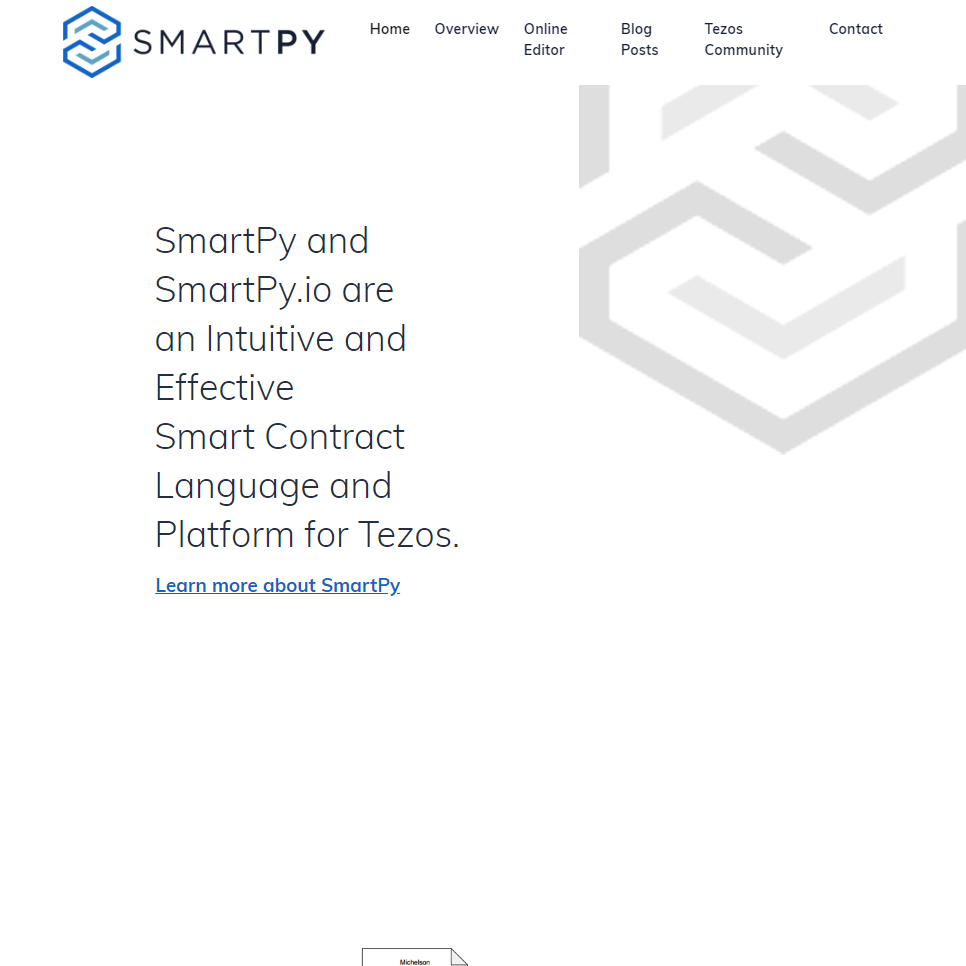 SMARTPY
Home
Overview
Online
Editor
Blog
Posts
Tezos
Community
Contact
SmartPy and
SmartPy.io are
an Intuitive and
Effective
Smart Contract
Language and
Platform for Tezos.
Learn more about SmartPy
Michelson